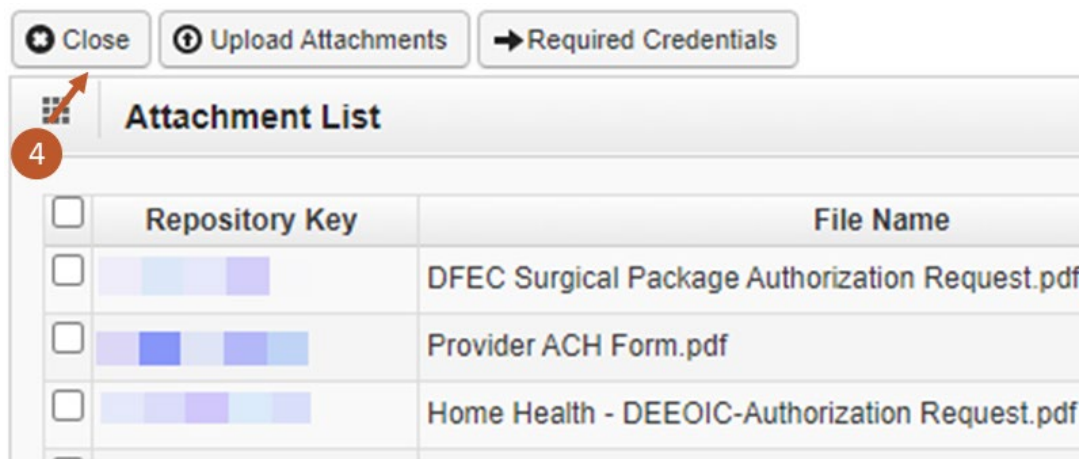 Close Upload Attachments Required Credentials
Attachment List
4
Repository Key File Name
DFEC Surgical Package Authorization Request.pdf
Provider ACH Form.pdf
Home Health - DEEOIC-Authorization Request.pdf